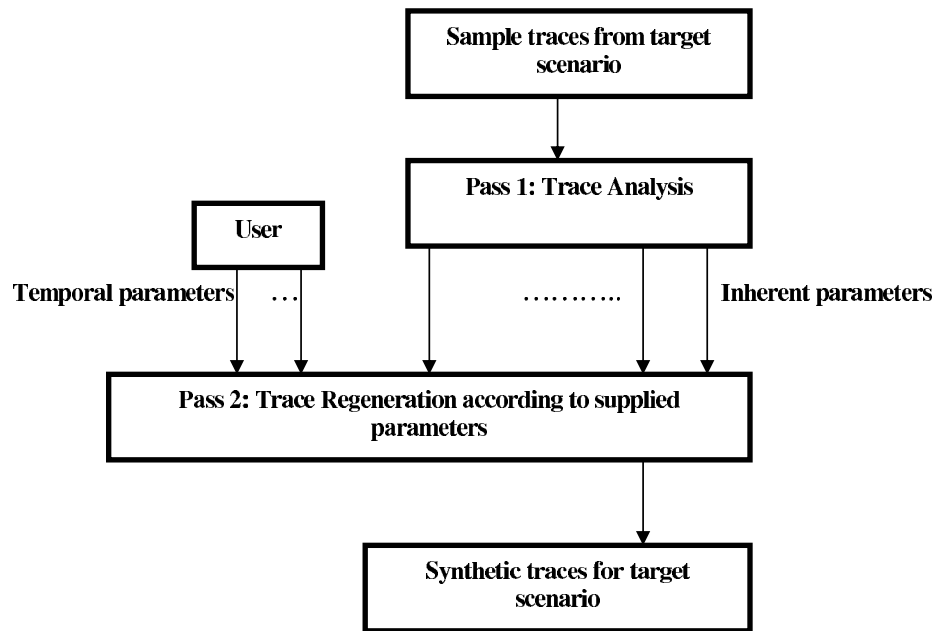 Sample traces from target
scenario
Pass 1: Trace Analysis
User
Temporal parameters
...
………..
Inherent parameters
Pass 2: Trace Regeneration according to supplied
parameters
Synthetic traces for target
scenario